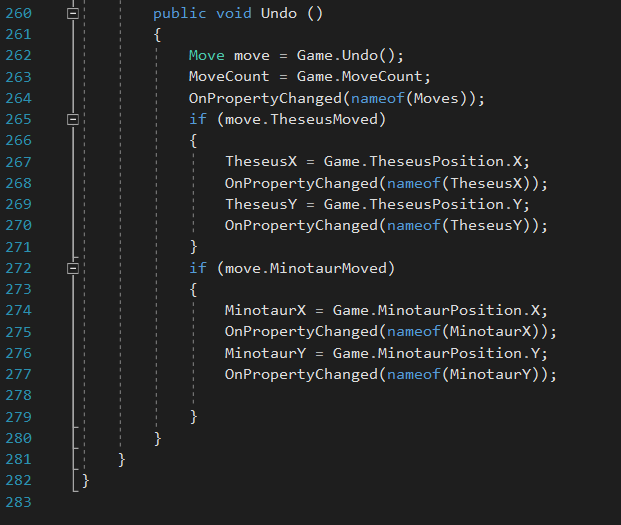 260 public void Undo ()
261 {
262 Move move = Game.Undo();
263 MoveCount = Game.MoveCount;
264 OnPropertyChanged(nameof(Moves));
265 if (move.TheseusMoved)
266 {
267 TheseusX = Game.TheseusPosition.X;
268 OnPropertyChanged(nameof(TheseusX));
269 TheseusY = Game.TheseusPosition.Y;
270 OnPropertyChanged(nameof(TheseusY));
271 }
272 if (move.MinotaurMoved)
273 {
274 MinotaurX = Game.MinotaurPosition.X;
275 OnPropertyChanged(nameof(MinotaurX));
276 MinotaurY = Game.MinotaurPosition.Y;
277 OnPropertyChanged(nameof(MinotaurY));
278
279 }
280 }
281 }
282 }
283